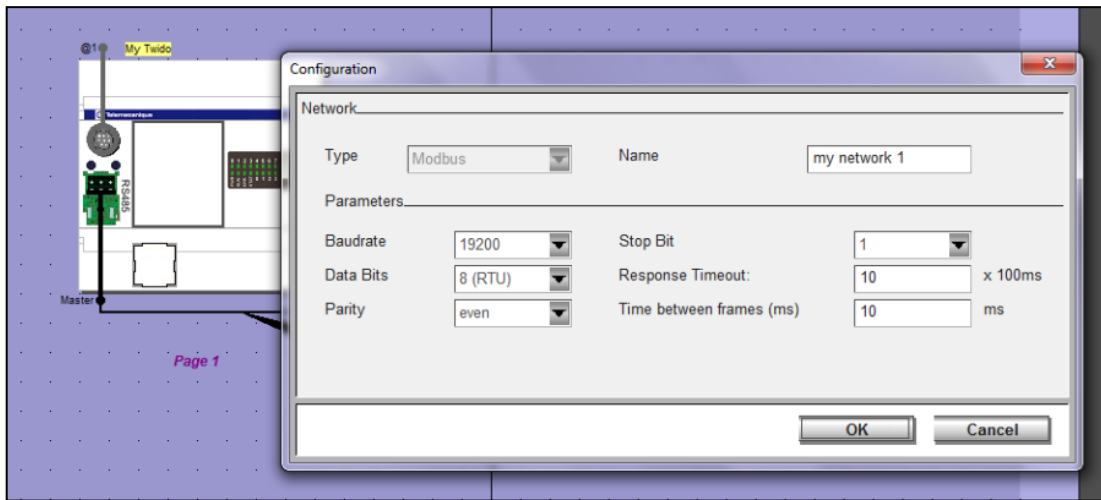 @1
My Twido
Telemecanique
RS485
Master
Page 1
Configuration
Network
Type Modbus Name my network 1
Parameters
Baudrate 19200 Stop Bit 1
Data Bits 8 (RTU) Response Timeout: 10 x 100ms
Parity even Time between frames (ms) 10 ms
OK Cancel